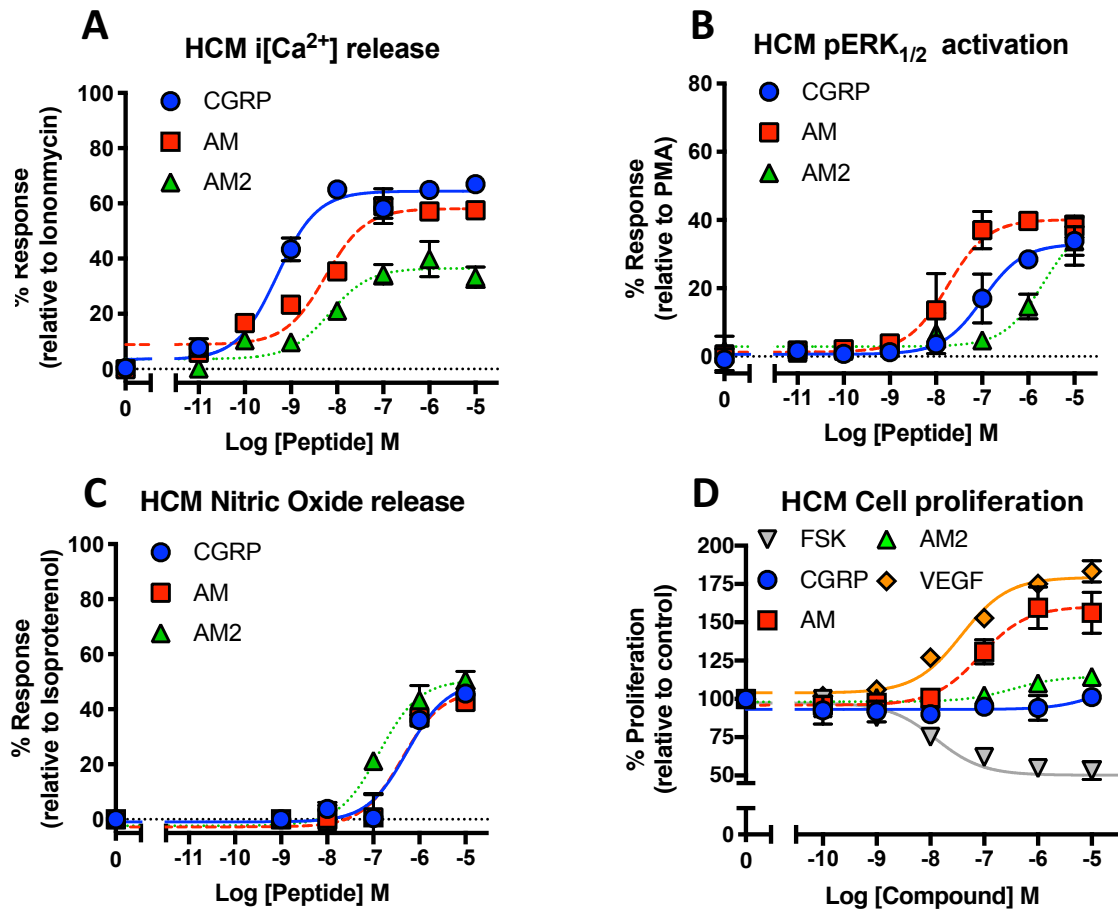 A
HCM i[Ca²⁺] release
CGRP
AM
AM2
% Response
(relative to Ionomycin)
100
80
60
40
20
0
0 -11 -10 -9 -8 -7 -6 -5
Log [Peptide] M
B
HCM pERK₁/₂ activation
CGRP
AM
AM2
% Response
(relative to PMA)
80
60
40
20
0
0 -11 -10 -9 -8 -7 -6 -5
Log [Peptide] M
C
HCM Nitric Oxide release
CGRP
AM
AM2
% Response
(relative to Isoproterenol)
100
80
60
40
20
0
0 -11 -10 -9 -8 -7 -6 -5
Log [Peptide] M
D
HCM Cell proliferation
FSK AM2
CGRP VEGF
AM
% Proliferation
(relative to control)
200
175
150
125
100
75
50
0
0 -10 -9 -8 -7 -6 -5
Log [Compound] M